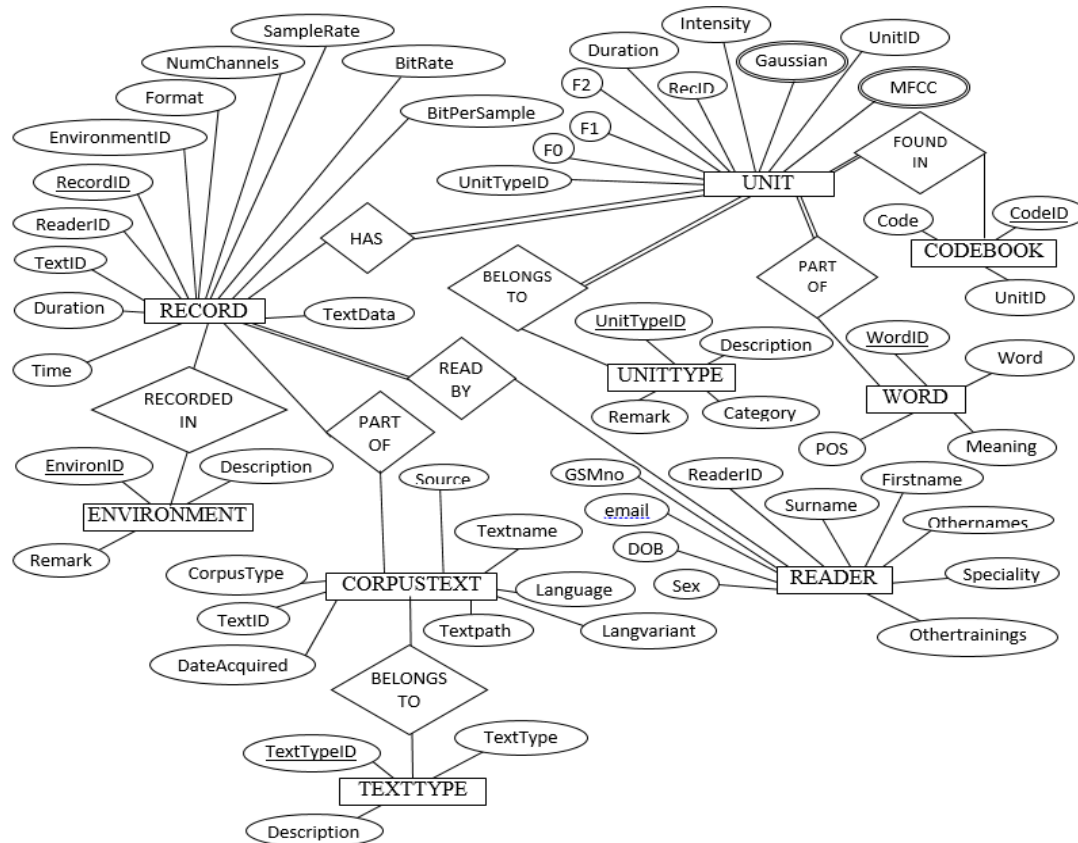 SampleRate
Intensity
UnitID
NumChannels
Duration
Gaussian
BitRate
Format
F2
RecID
MFCC
BitPerSample
EnvironmentID
F1
FOUND
IN
F0
RecordID
UnitTypeID
UNIT
ReaderID
HAS
Code
CodeID
TextID
BELONGS
TO
PART
OF
CODEBOOK
Duration
RECORD
TextData
UnitTypeID
UnitID
Description
WordID
Word
Time
READ
BY
UNITTYPE
RECORDED
IN
PART
OF
Remark
Category
WORD
POS
Meaning
EnvironID
Description
Source
GSMno
ReaderID
Firstname
Surname
ENVIRONMENT
email
Othernames
Textname
Remark
DOB
CorpusType
CORPUSTEXT
Language
Sex
READER
Speciality
TextID
Textpath
Langvariant
Othertrainings
DateAcquired
BELONGS
TO
TextTypeID
TextType
TEXTTYPE
Description